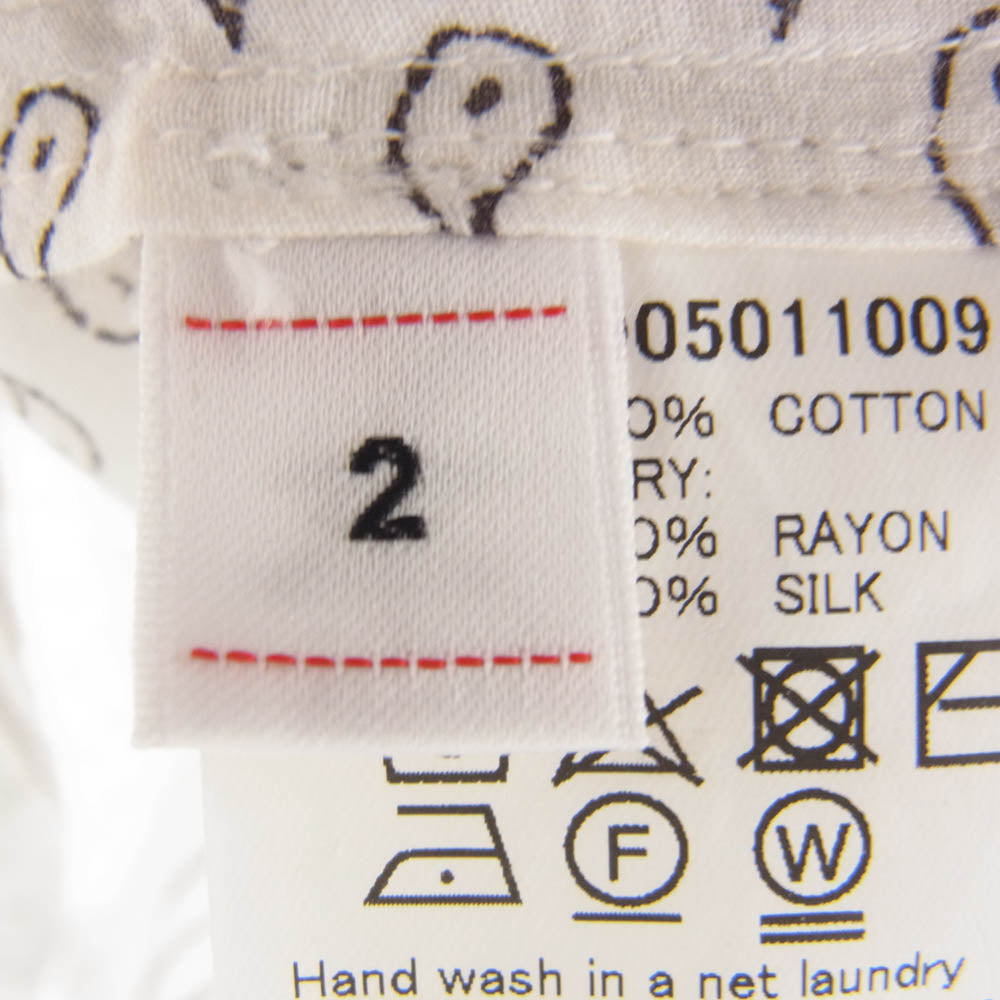 2
05011009
0% COTTON
RY:
0% RAYON
0% SILK
F W
Hand wash in a net laundry